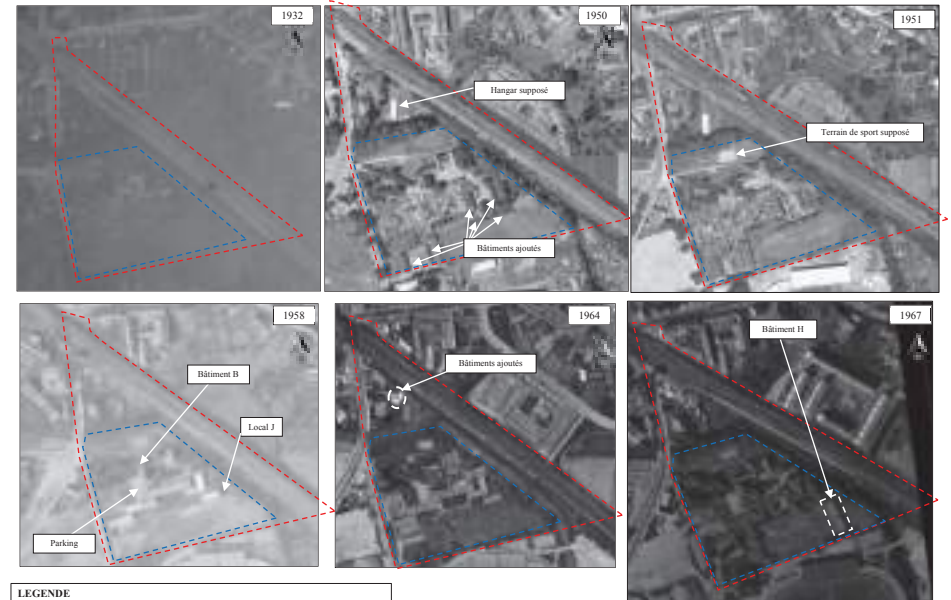 1932
1950
1951
Hangar supposé
Terrain de sport supposé
Bâtiments ajoutés
1958
1964
1967
Bâtiment H
Bâtiments ajoutés
Bâtiment B
Local J
Parking
LEGENDE